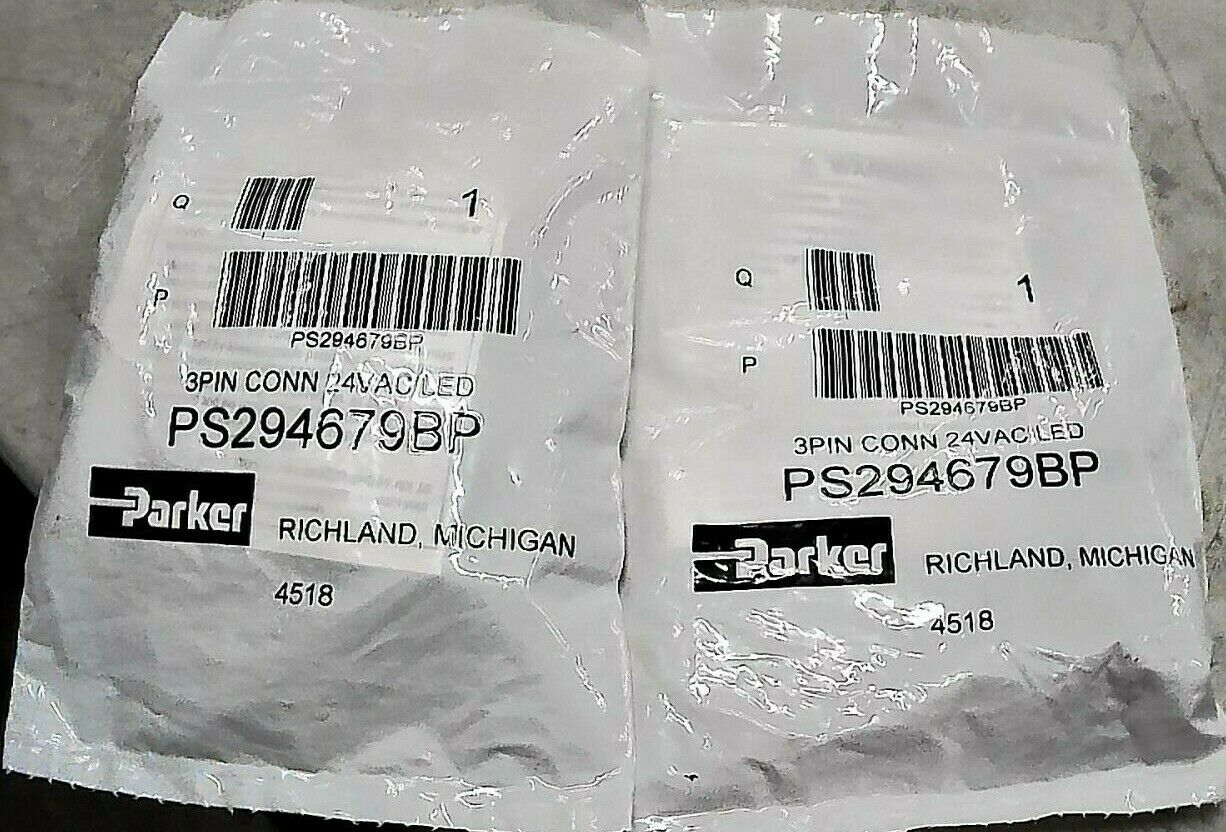 Q 1
P
PS294679BP
3PIN CONN 24VAC/LED
PS294679BP
Parker RICHLAND, MICHIGAN
4518
Q 1
P
PS294679BP
3PIN CONN 24VAC/LED
PS294679BP
Parker RICHLAND, MICHIGAN
4518